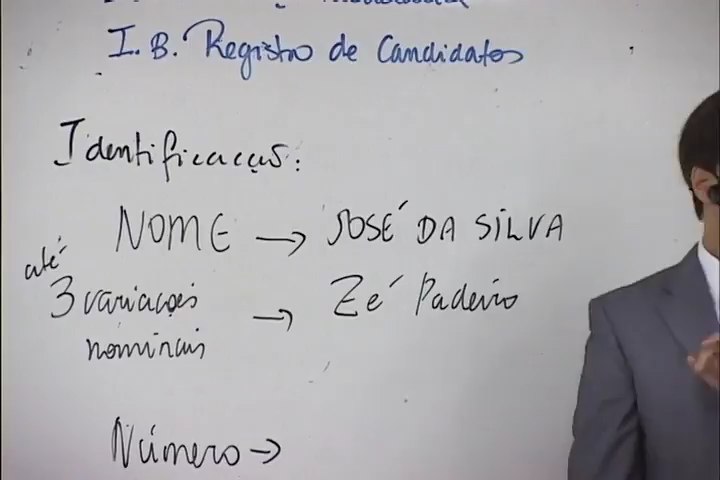 I.B. Registro de Candidatos
Identificação:
NOME → JOSÉ DA SILVA
até
3 variações → Zé Padeiro
nominais
Número →